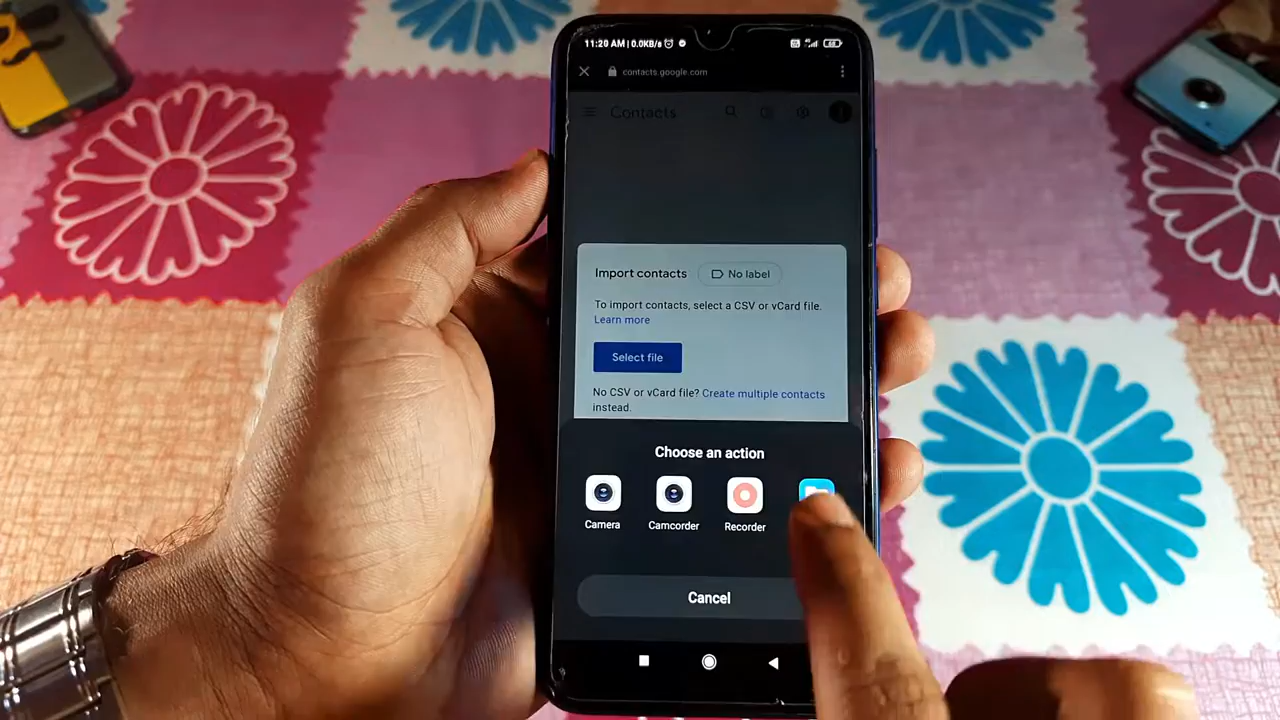 11:20 AM | 0.0KB/s
contacts.google.com
Contacts
Import contacts
No label
To import contacts, select a CSV or vCard file.
Learn more
Select file
No CSV or vCard file? Create multiple contacts
instead.
Choose an action
Camera
Camcorder
Recorder
Cancel